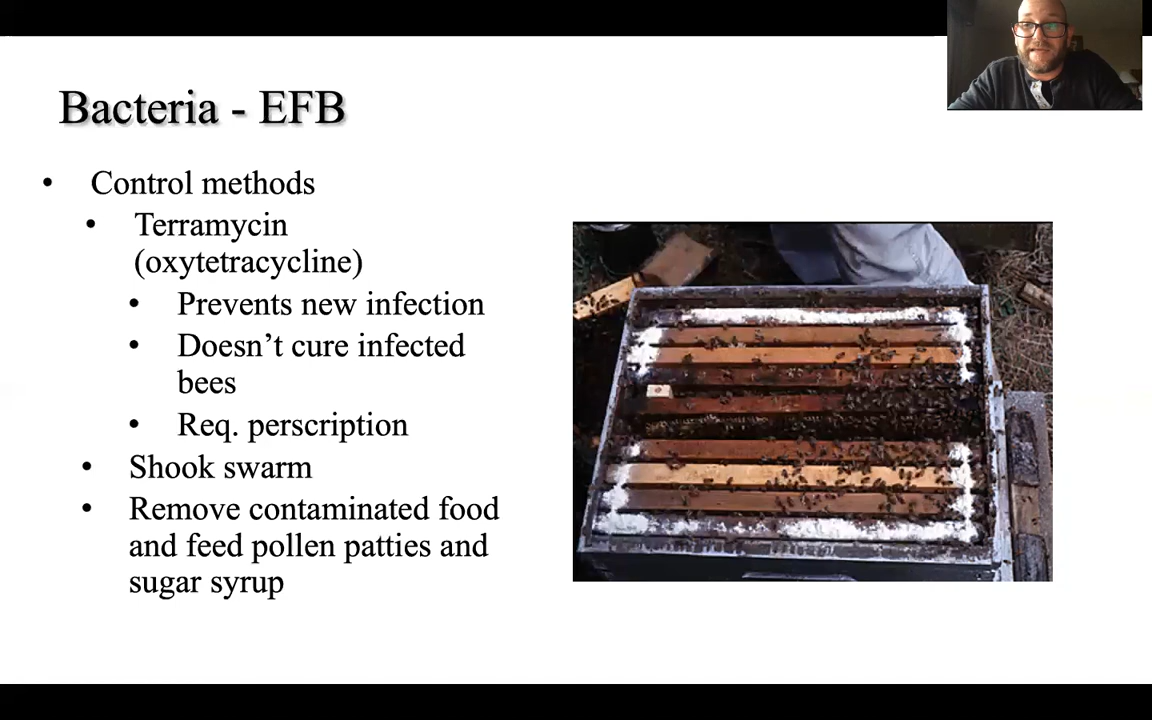 Bacteria - EFB
• Control methods
• Terramycin
(oxytetracycline)
• Prevents new infection
• Doesn’t cure infected
bees
• Req. perscription
• Shook swarm
• Remove contaminated food
and feed pollen patties and
sugar syrup